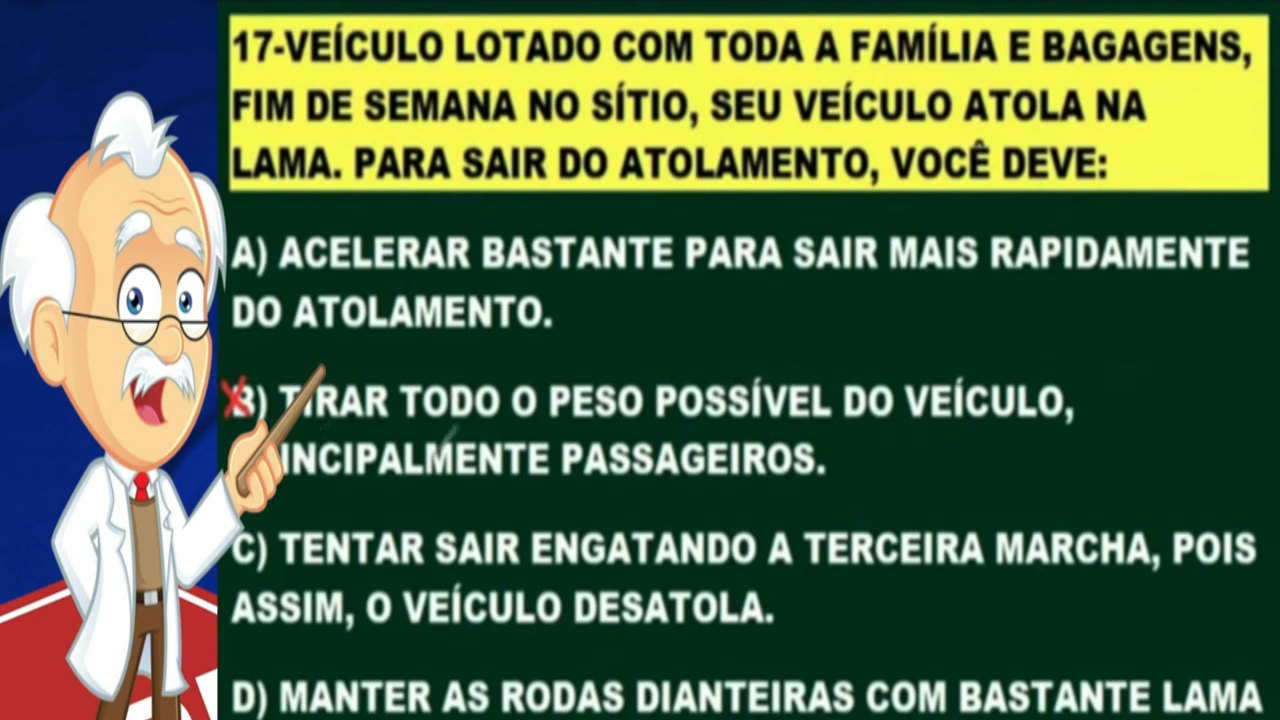 17-VEÍCULO LOTADO COM TODA A FAMÍLIA E BAGAGENS,
FIM DE SEMANA NO SÍTIO, SEU VEÍCULO ATOLA NA
LAMA. PARA SAIR DO ATOLAMENTO, VOCÊ DEVE:
A) ACELERAR BASTANTE PARA SAIR MAIS RAPIDAMENTE
DO ATOLAMENTO.
B) TIRAR TODO O PESO POSSÍVEL DO VEÍCULO,
INCIPALMENTE PASSAGEIROS.
C) TENTAR SAIR ENGATANDO A TERCEIRA MARCHA, POIS
ASSIM, O VEÍCULO DESATOLA.
D) MANTER AS RODAS DIANTEIRAS COM BASTANTE LAMA